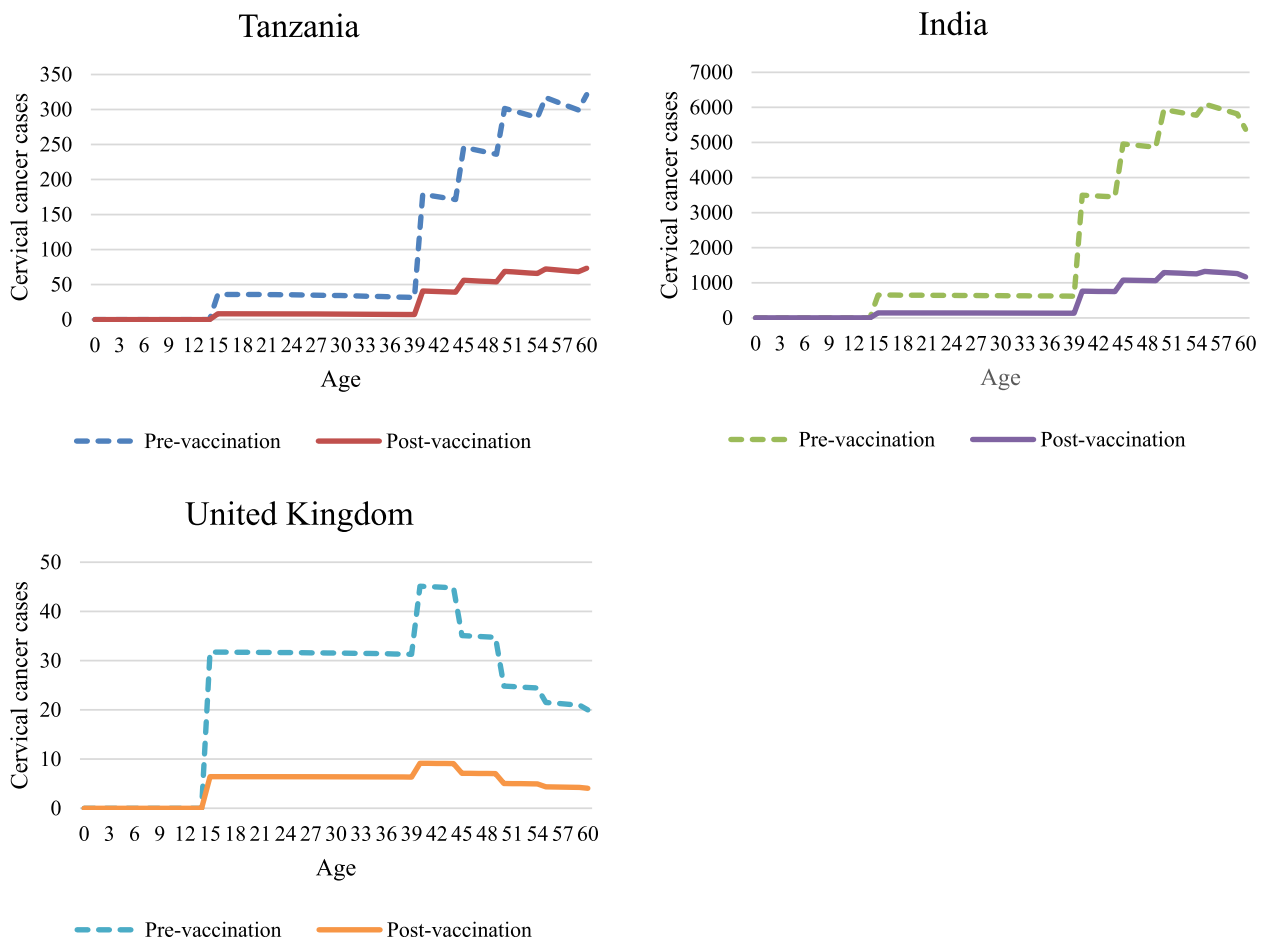 Tanzania
Cervical cancer cases
350
300
250
200
150
100
50
0
0 3 6 9 12 15 18 21 24 27 30 33 36 39 42 45 48 51 54 57 60
Age
Pre-vaccination Post-vaccination
India
Cervical cancer cases
7000
6000
5000
4000
3000
2000
1000
0
0 3 6 9 12 15 18 21 24 27 30 33 36 39 42 45 48 51 54 57 60
Age
Pre-vaccination Post-vaccination
United Kingdom
Cervical cancer cases
50
40
30
20
10
0
0 3 6 9 12 15 18 21 24 27 30 33 36 39 42 45 48 51 54 57 60
Age
Pre-vaccination Post-vaccination